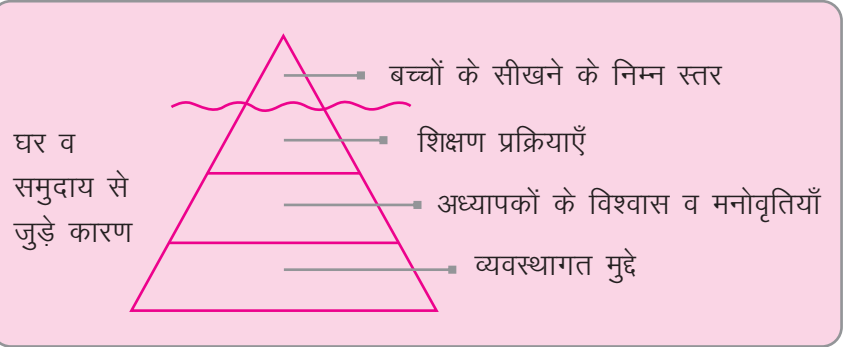 बच्चों के सीखने के निम्न स्तर
शिक्षण प्रक्रियाएँ
अध्यापकों के विश्वास व मनोवृतियाँ
व्यवस्थागत मुद्दे
घर व
समुदाय से
जुड़े कारण